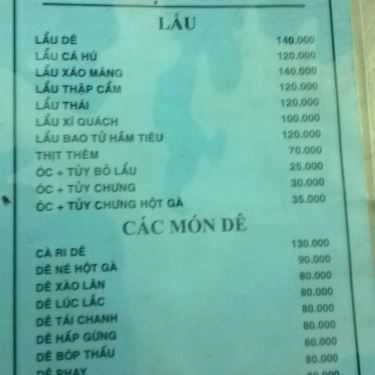 LẨU
LẨU DÊ 140.000
LẨU CÁ HÚ 120.000
LẨU XÁO MĂNG 140.000
LẨU THẬP CẨM 120.000
LẨU THÁI 120.000
LẨU XÍ QUÁCH 100.000
LẨU BAO TỬ HẦM TIÊU 120.000
THỊT THÊM 70.000
ÓC + TỦY BỎ LẨU 25.000
ÓC + TỦY CHƯNG 30.000
ÓC + TỦY CHƯNG HỘT GÀ 35.000
CÁC MÓN DÊ
CÀ RI DÊ 130.000
DÊ NÉ HỘT GÀ 90.000
DÊ XÀO LĂN 80.000
DÊ LÚC LẮC 80.000
DÊ TÁI CHANH 80.000
DÊ HẤP GỪNG 80.000
DÊ BÓP THẤU 80.000
DÊ PHAY 80.000